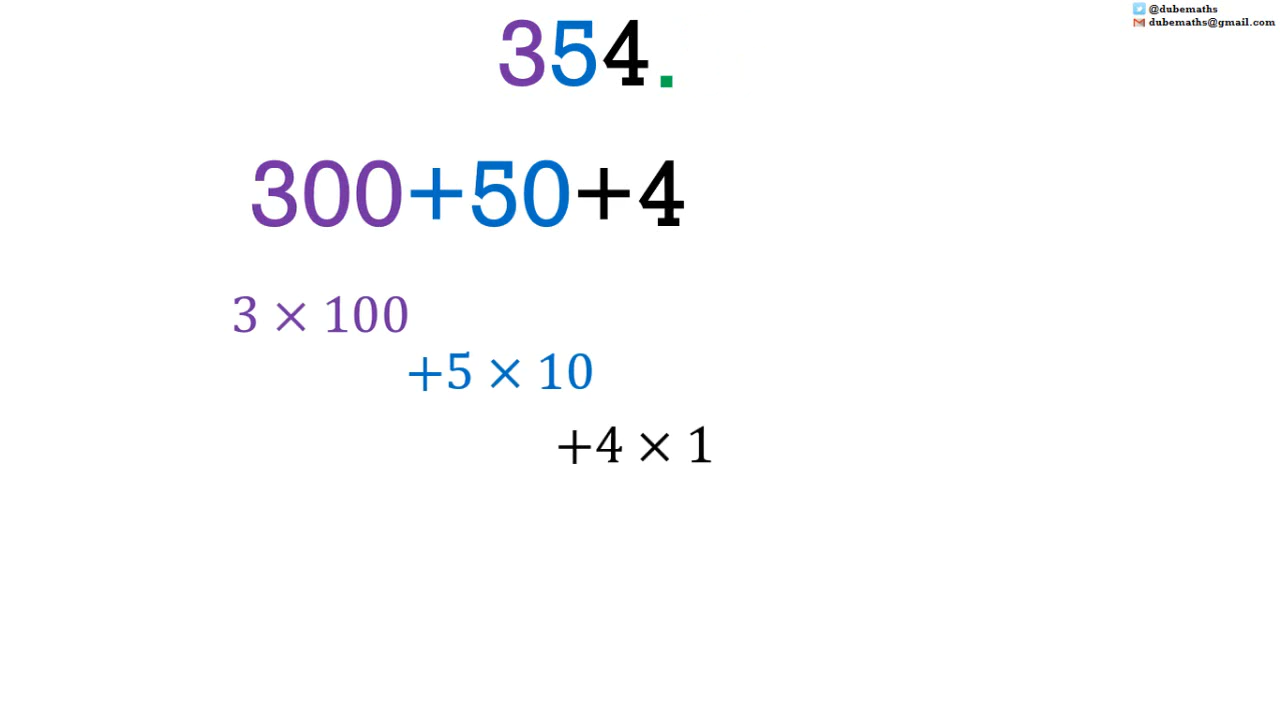 @dubemaths
dubemaths@gmail.com
354.
300+50+4
3 × 100
+5 × 10
+4 × 1